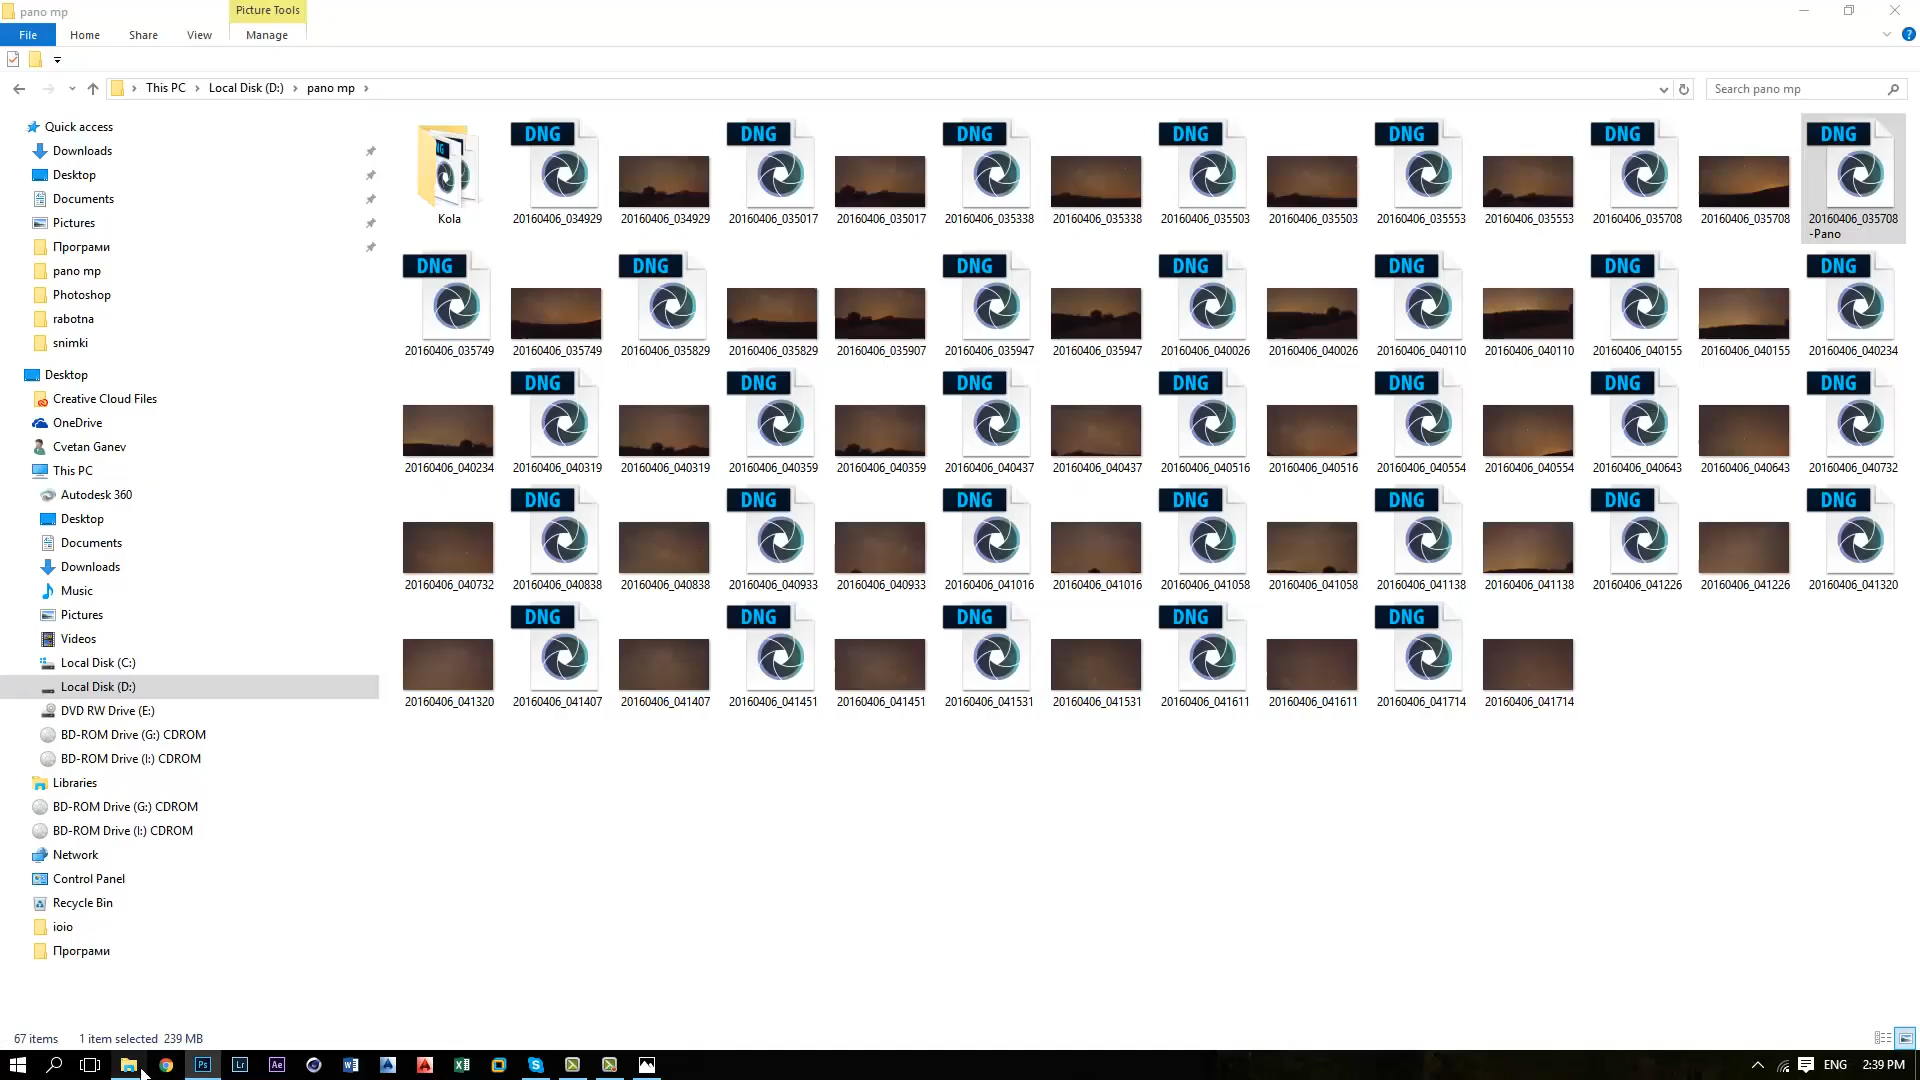 pano mp
Picture Tools
File
Home
Share
View
Manage
This PC
Local Disk (D:)
pano mp
Search pano mp
Quick access
Downloads
Desktop
Documents
Pictures
Програми
pano mp
Photoshop
rabotna
snimki
Desktop
Creative Cloud Files
OneDrive
Cvetan Ganev
This PC
Autodesk 360
Desktop
Documents
Downloads
Music
Pictures
Videos
Local Disk (C:)
Local Disk (D:)
DVD RW Drive (E:)
BD-ROM Drive (G:) CDROM
BD-ROM Drive (I:) CDROM
Libraries
BD-ROM Drive (G:) CDROM
BD-ROM Drive (I:) CDROM
Network
Control Panel
Recycle Bin
ioio
Програми
DNG DNG DNG DNG DNG DNG DNG
Kola 20160406_034929 20160406_034929 20160406_035017 20160406_035017 20160406_035338 20160406_035338 20160406_035503 20160406_035503 20160406_035553 20160406_035553 20160406_035708 20160406_035708 20160406_035708
-Pano
DNG DNG DNG DNG DNG DNG DNG
20160406_035749 20160406_035749 20160406_035829 20160406_035829 20160406_035907 20160406_035947 20160406_035947 20160406_040026 20160406_040026 20160406_040110 20160406_040110 20160406_040155 20160406_040155 20160406_040234
DNG DNG DNG DNG DNG DNG DNG
20160406_040234 20160406_040319 20160406_040319 20160406_040359 20160406_040359 20160406_040437 20160406_040437 20160406_040516 20160406_040516 20160406_040554 20160406_040554 20160406_040643 20160406_040643 20160406_040732
DNG DNG DNG DNG DNG DNG DNG
20160406_040732 20160406_040838 20160406_040838 20160406_040933 20160406_040933 20160406_041016 20160406_041016 20160406_041058 20160406_041058 20160406_041138 20160406_041138 20160406_041226 20160406_041226 20160406_041320
DNG DNG DNG DNG DNG
20160406_041320 20160406_041407 20160406_041407 20160406_041451 20160406_041451 20160406_041531 20160406_041531 20160406_041611 20160406_041611 20160406_041714 20160406_041714
67 items 1 item selected 239 MB
Ps Lr Ae
ENG 2:39 PM